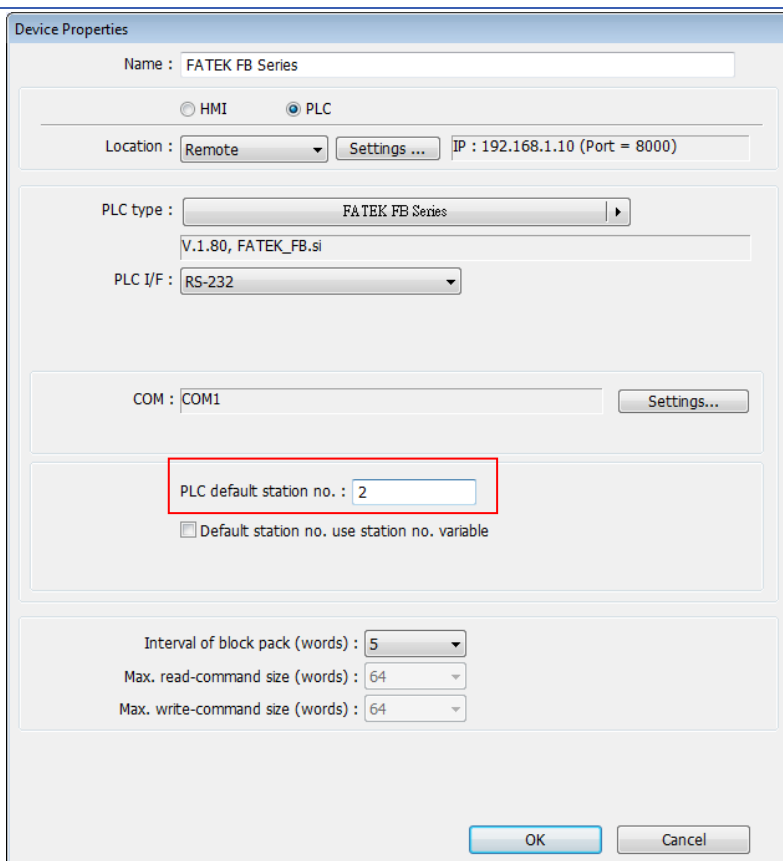 Device Properties
Name : FATEK FB Series
HMI PLC
Location : Remote Settings ... IP : 192.168.1.10 (Port = 8000)
PLC type : FATEK FB Series
V.1.80, FATEK_FB.si
PLC I/F : RS-232
COM : COM1 Settings...
PLC default station no. : 2
Default station no. use station no. variable
Interval of block pack (words) : 5
Max. read-command size (words) : 64
Max. write-command size (words) : 64
OK Cancel